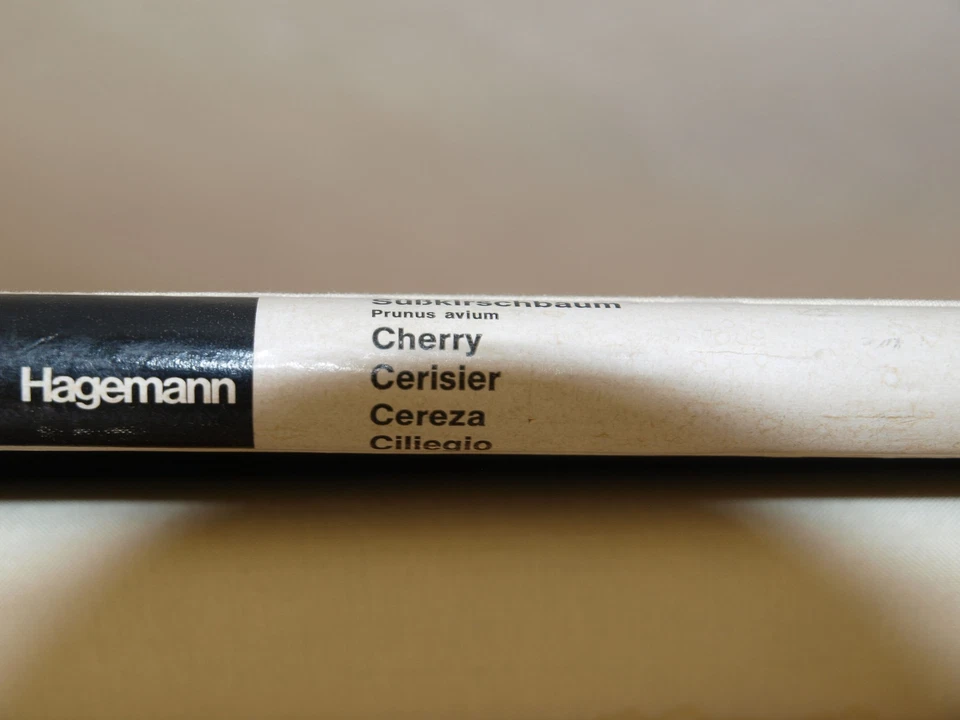 Hagemann
Süßkirschbaum
Prunus avium
Cherry
Cerisier
Cereza
Ciliegio